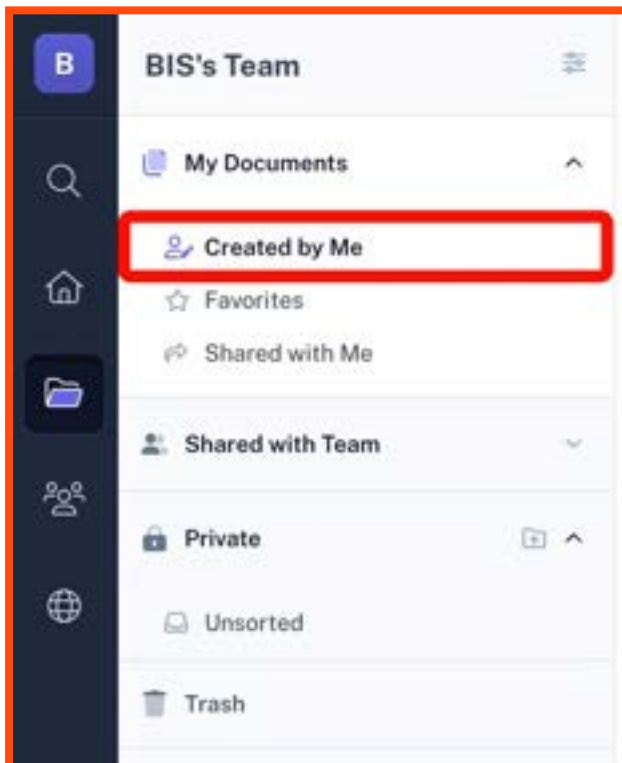 B
BIS's Team
My Documents
Created by Me
Favorites
Shared with Me
Shared with Team
Private
Unsorted
Trash